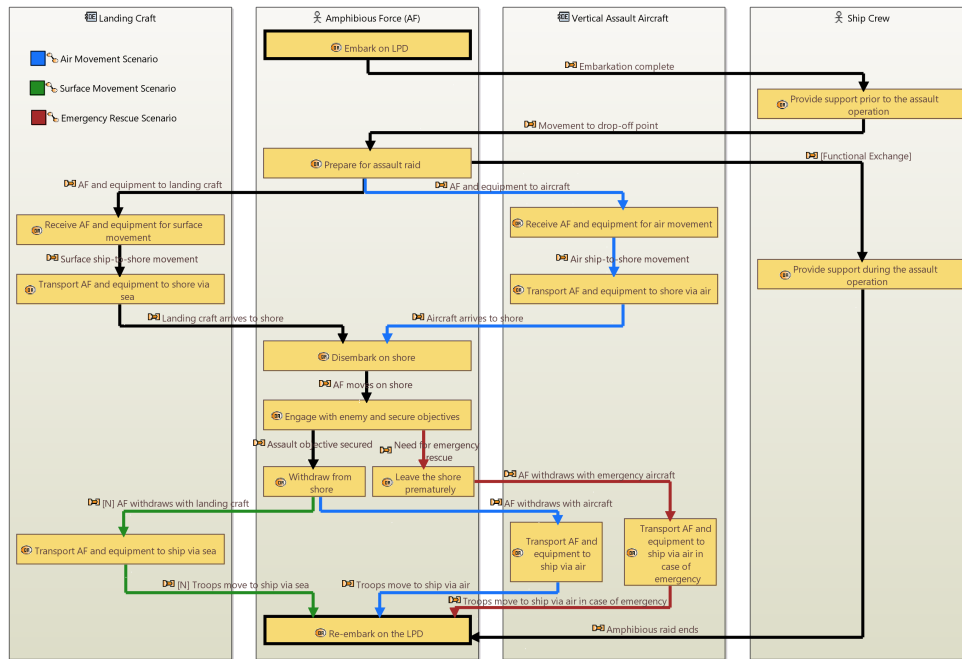 Landing Craft
Amphibious Force (AF)
Vertical Assault Aircraft
Ship Crew
Air Movement Scenario
Surface Movement Scenario
Emergency Rescue Scenario
Embark on LPD
Embarkation complete
Provide support prior to the assault
operation
Movement to drop-off point
Prepare for assault raid
[Functional Exchange]
AF and equipment to landing craft
AF and equipment to aircraft
Receive AF and equipment for surface
movement
Receive AF and equipment for air movement
Surface ship-to-shore movement
Air ship-to-shore movement
Provide support during the assault
operation
Transport AF and equipment to shore via
sea
Transport AF and equipment to shore via air
Landing craft arrives to shore
Aircraft arrives to shore
Disembark on shore
AF moves on shore
Engage with enemy and secure objectives
Assault objective secured
Need for emergency
rescue
Withdraw from
shore
Leave the shore
prematurely
AF withdraws with emergency aircraft
[N] AF withdraws with landing craft
AF withdraws with aircraft
Transport AF and equipment to ship via sea
Transport AF and
equipment to
ship via air
Transport AF and
equipment to
ship via air in
case of
emergency
[N] Troops move to ship via sea
Troops move to ship via air
Troops move to ship via air in case of emergency
Re-embark on the LPD
Amphibious raid ends